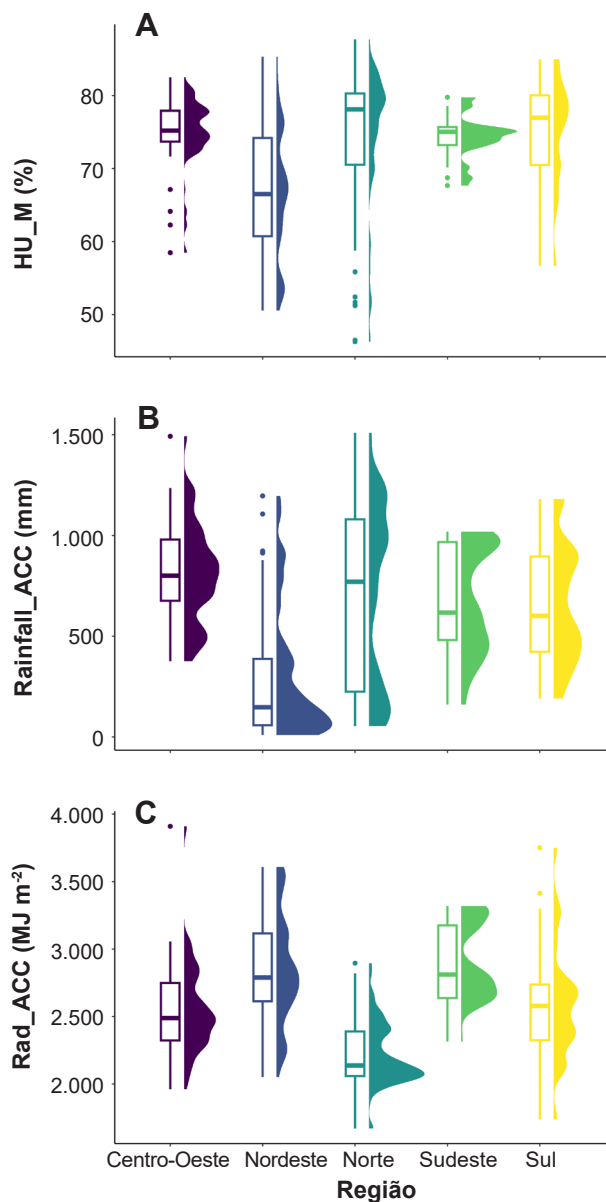 A
80
70
60
50
HU_M (%)
B
1.500
1.000
500
0
Rainfall_ACC (mm)
C
4.000
3.500
3.000
2.500
2.000
Rad_ACC (MJ m⁻²)
Centro-Oeste Nordeste Norte Sudeste Sul
Região